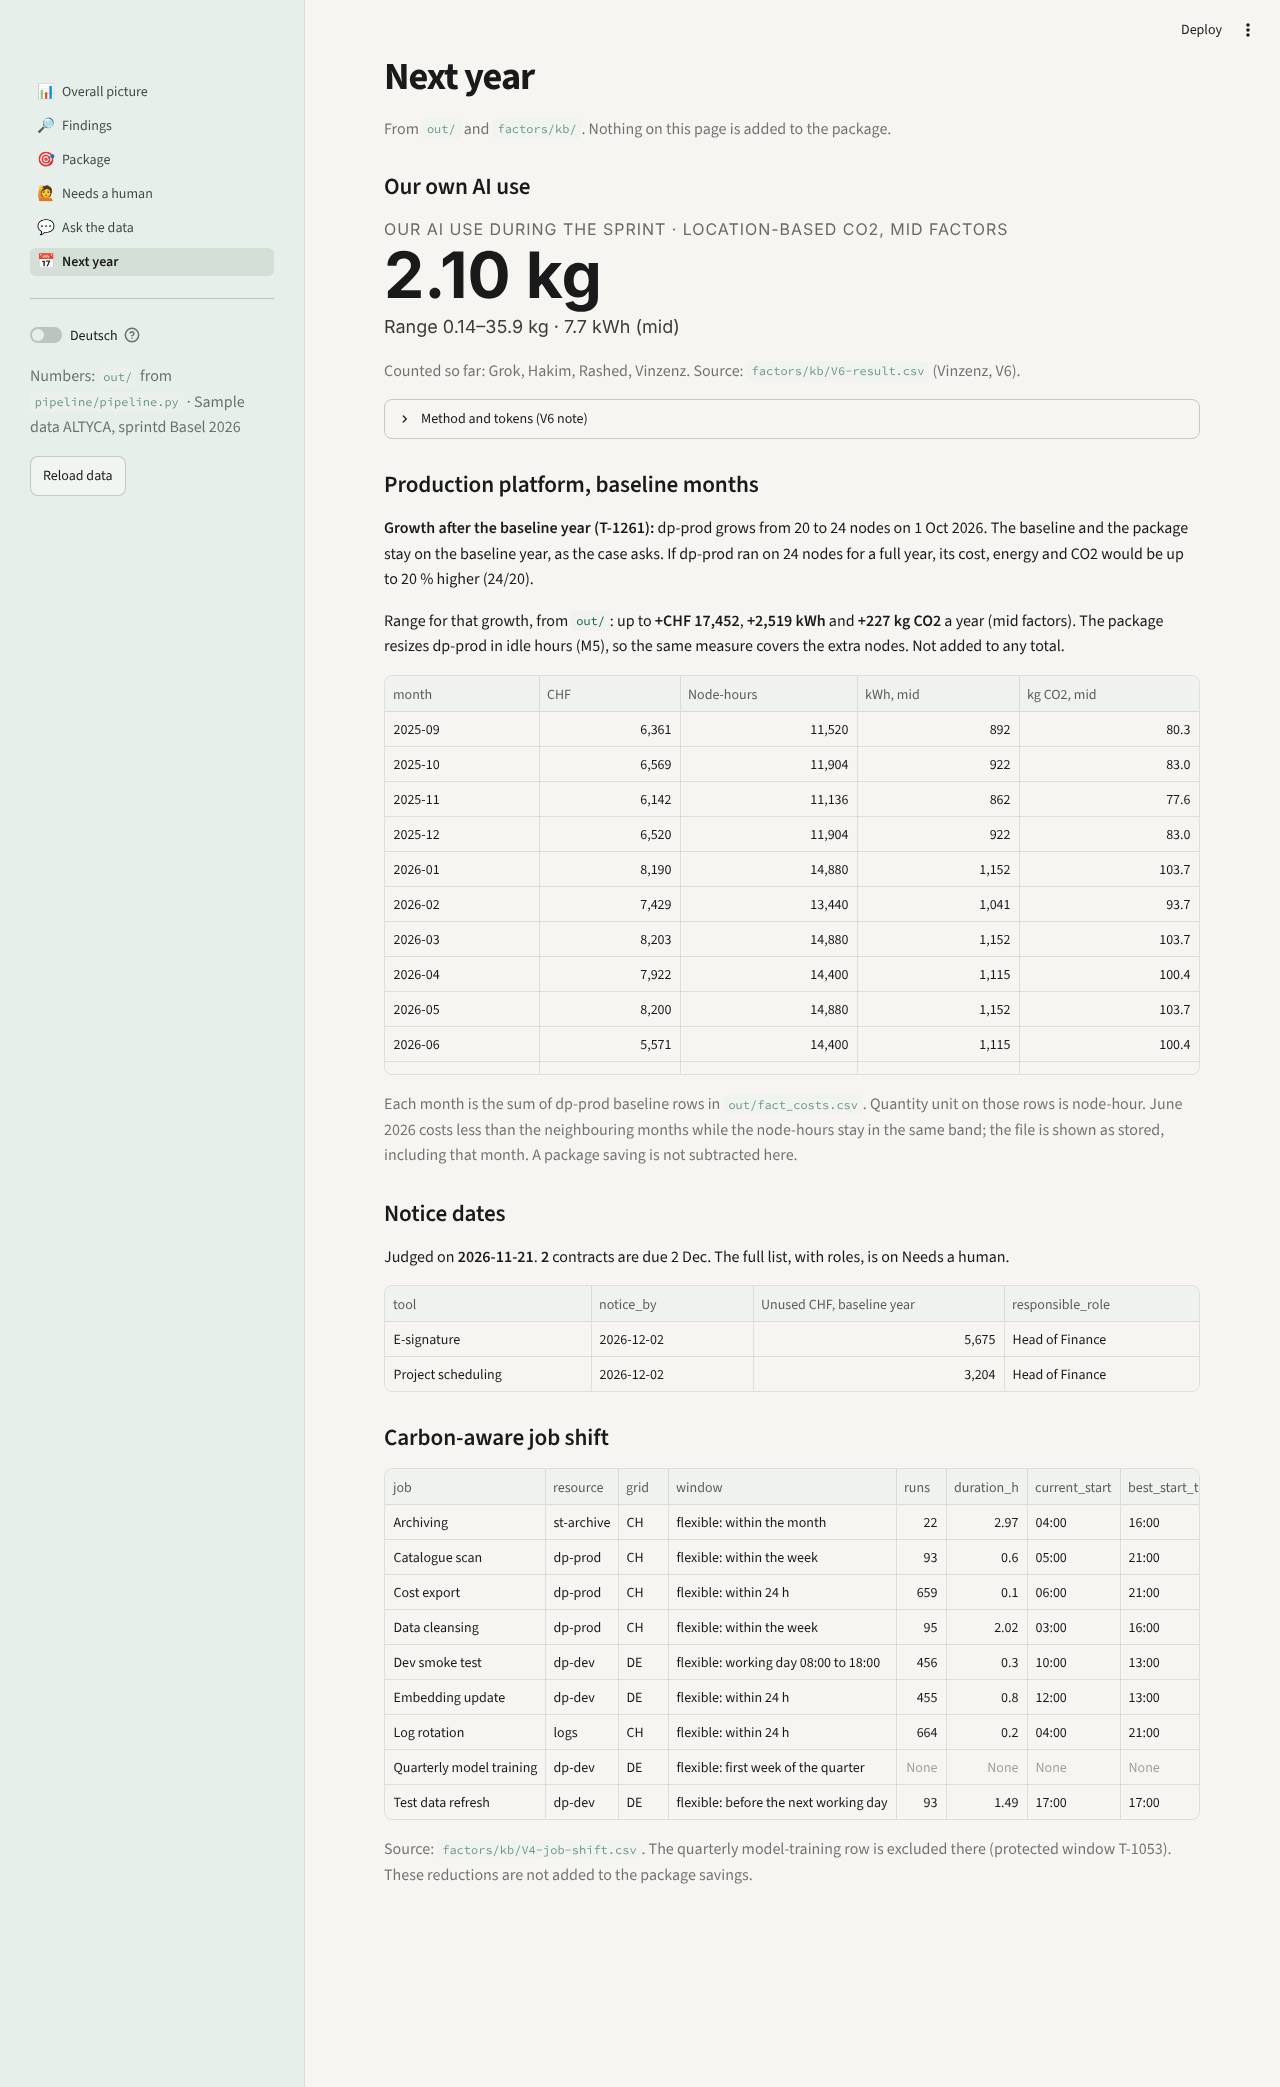 Deploy
📊 Overall picture
🔎 Findings
🎯 Package
🙋 Needs a human
💬 Ask the data
📅 Next year
Deutsch
Numbers: out/ from
pipeline/pipeline.py · Sample
data ALTYCA, sprintd Basel 2026
Reload data
Next year
From out/ and factors/kb/ . Nothing on this page is added to the package.
Our own AI use
OUR AI USE DURING THE SPRINT · LOCATION-BASED CO2, MID FACTORS
2.10 kg
Range 0.14–35.9 kg · 7.7 kWh (mid)
Counted so far: Grok, Hakim, Rashed, Vinzenz. Source: factors/kb/V6-result.csv (Vinzenz, V6).
Method and tokens (V6 note)
Production platform, baseline months
Growth after the baseline year (T-1261): dp-prod grows from 20 to 24 nodes on 1 Oct 2026. The baseline and the package
stay on the baseline year, as the case asks. If dp-prod ran on 24 nodes for a full year, its cost, energy and CO2 would be up
to 20 % higher (24/20).
Range for that growth, from out/ : up to +CHF 17,452, +2,519 kWh and +227 kg CO2 a year (mid factors). The package
resizes dp-prod in idle hours (M5), so the same measure covers the extra nodes. Not added to any total.
month CHF Node-hours kWh, mid kg CO2, mid
2025-09 6,361 11,520 892 80.3
2025-10 6,569 11,904 922 83.0
2025-11 6,142 11,136 862 77.6
2025-12 6,520 11,904 922 83.0
2026-01 8,190 14,880 1,152 103.7
2026-02 7,429 13,440 1,041 93.7
2026-03 8,203 14,880 1,152 103.7
2026-04 7,922 14,400 1,115 100.4
2026-05 8,200 14,880 1,152 103.7
2026-06 5,571 14,400 1,115 100.4
Each month is the sum of dp-prod baseline rows in out/fact_costs.csv . Quantity unit on those rows is node-hour. June
2026 costs less than the neighbouring months while the node-hours stay in the same band; the file is shown as stored,
including that month. A package saving is not subtracted here.
Notice dates
Judged on 2026-11-21. 2 contracts are due 2 Dec. The full list, with roles, is on Needs a human.
tool notice_by Unused CHF, baseline year responsible_role
E-signature 2026-12-02 5,675 Head of Finance
Project scheduling 2026-12-02 3,204 Head of Finance
Carbon-aware job shift
job resource grid window runs duration_h current_start best_start_t
Archiving st-archive CH flexible: within the month 22 2.97 04:00 16:00
Catalogue scan dp-prod CH flexible: within the week 93 0.6 05:00 21:00
Cost export dp-prod CH flexible: within 24 h 659 0.1 06:00 21:00
Data cleansing dp-prod CH flexible: within the week 95 2.02 03:00 16:00
Dev smoke test dp-dev DE flexible: working day 08:00 to 18:00 456 0.3 10:00 13:00
Embedding update dp-dev DE flexible: within 24 h 455 0.8 12:00 13:00
Log rotation logs CH flexible: within 24 h 664 0.2 04:00 21:00
Quarterly model training dp-dev DE flexible: first week of the quarter None None None None
Test data refresh dp-dev DE flexible: before the next working day 93 1.49 17:00 17:00
Source: factors/kb/V4-job-shift.csv . The quarterly model-training row is excluded there (protected window T-1053).
These reductions are not added to the package savings.